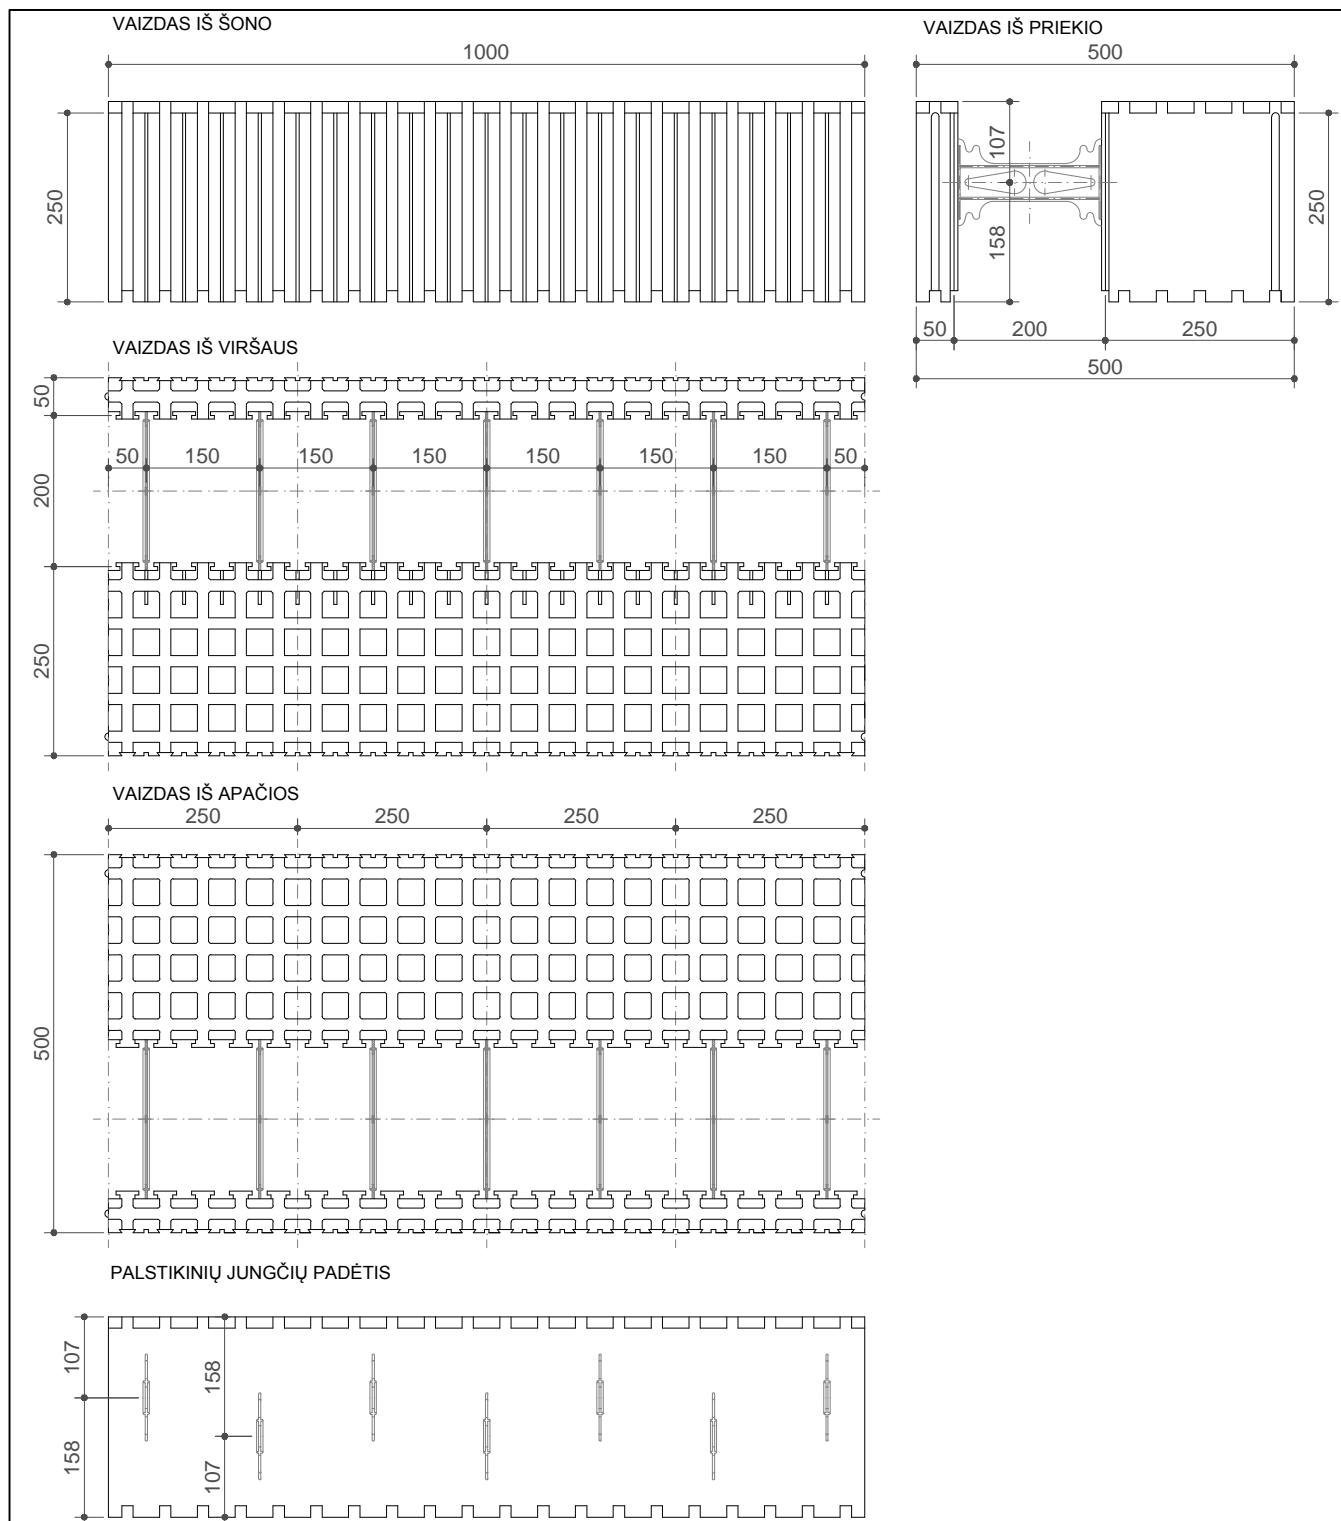 VAIZDAS IŠ ŠONO
1000
250
VAIZDAS IŠ PRIEKIO
500
107
158
250
50 200 250
500
VAIZDAS IŠ VIRŠAUS
50
200
250
50 150 150 150 150 150 150 50
VAIZDAS IŠ APAČIOS
250 250 250 250
500
PALSTIKINIŲ JUNGČIŲ PADĖTIS
107
158
158
107